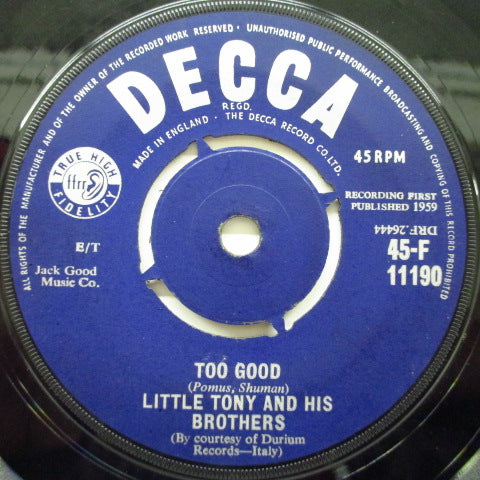 ALL RIGHTS OF THE MANUFACTURER AND OF THE OWNER OF THE RECORDED WORK RESERVED · UNAUTHORISED PUBLIC PERFORMANCE BROADCASTING AND COPYING OF THIS RECORD PROHIBITED
DECCA
REGD.
MADE IN ENGLAND · THE DECCA RECORD CO. LTD.
TRUE HIGH
ffrr
FIDELITY
45 RPM
RECORDING FIRST
PUBLISHED 1959
DRF.26444
E/T
45-F
11190
Jack Good
Music Co.
TOO GOOD
(Pomus, Shuman)
LITTLE TONY AND HIS
BROTHERS
(By courtesy of Durium
Records—Italy)